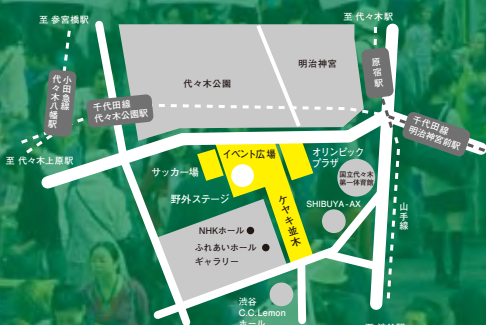 至 参宮橋駅
至 代々木駅
代々木公園
明治神宮
原宿駅
小田急線
代々木八幡駅
千代田線
代々木公園駅
千代田線
明治神宮前駅
至 代々木上原駅
イベント広場
オリンピック
プラザ
サッカー場
国立代々木
第一体育館
野外ステージ
ケヤキ並木
SHIBUYA-AX
山手線
NHKホール
ふれあいホール
ギャラリー
渋谷
C.C.Lemon
ホール